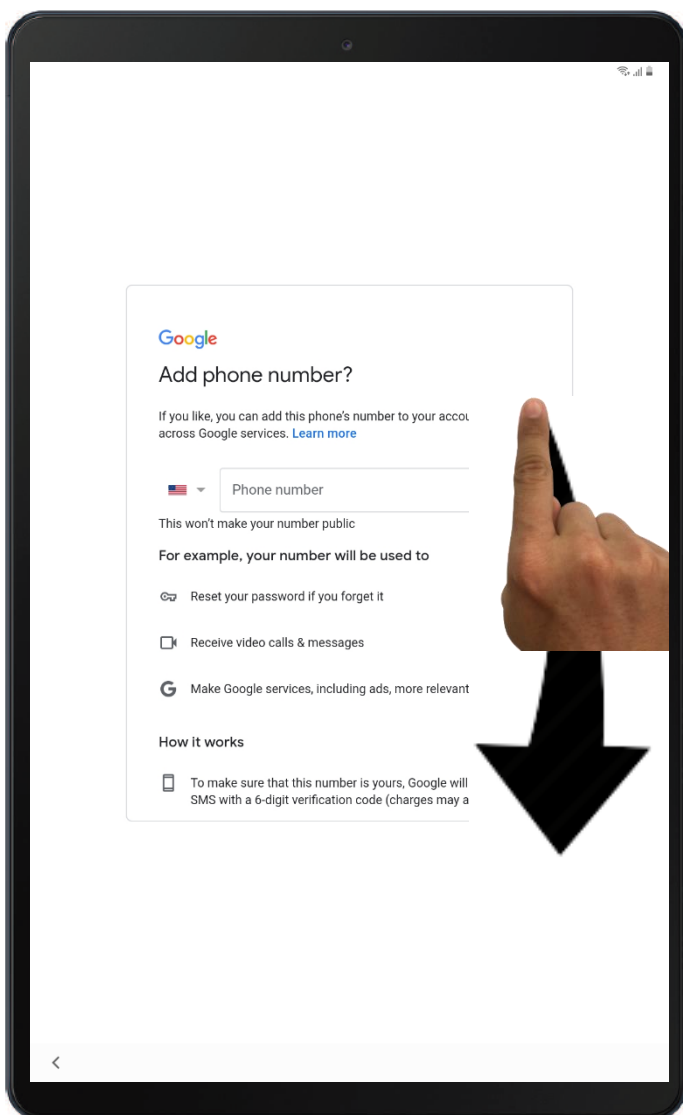 Google
Add phone number?
If you like, you can add this phone's number to your accou
across Google services. Learn more
Phone number
This won't make your number public
For example, your number will be used to
Reset your password if you forget it
Receive video calls & messages
G Make Google services, including ads, more relevant
How it works
To make sure that this number is yours, Google will
SMS with a 6-digit verification code (charges may a